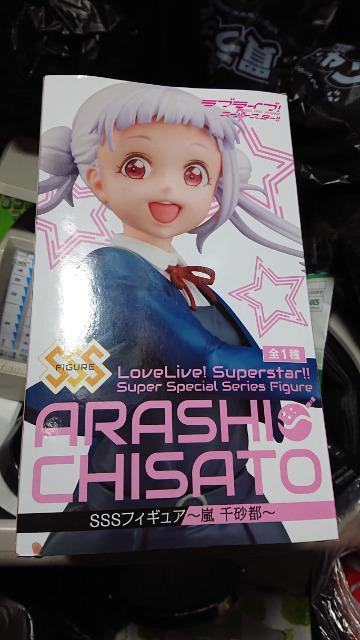 ラブライブ!
スーパースター!!
全1種
SSS
FIGURE
LoveLive! Superstar!!
Super Special Series Figure
ARASHI
CHISATO
SSSフィギュア〜嵐 千砂都〜